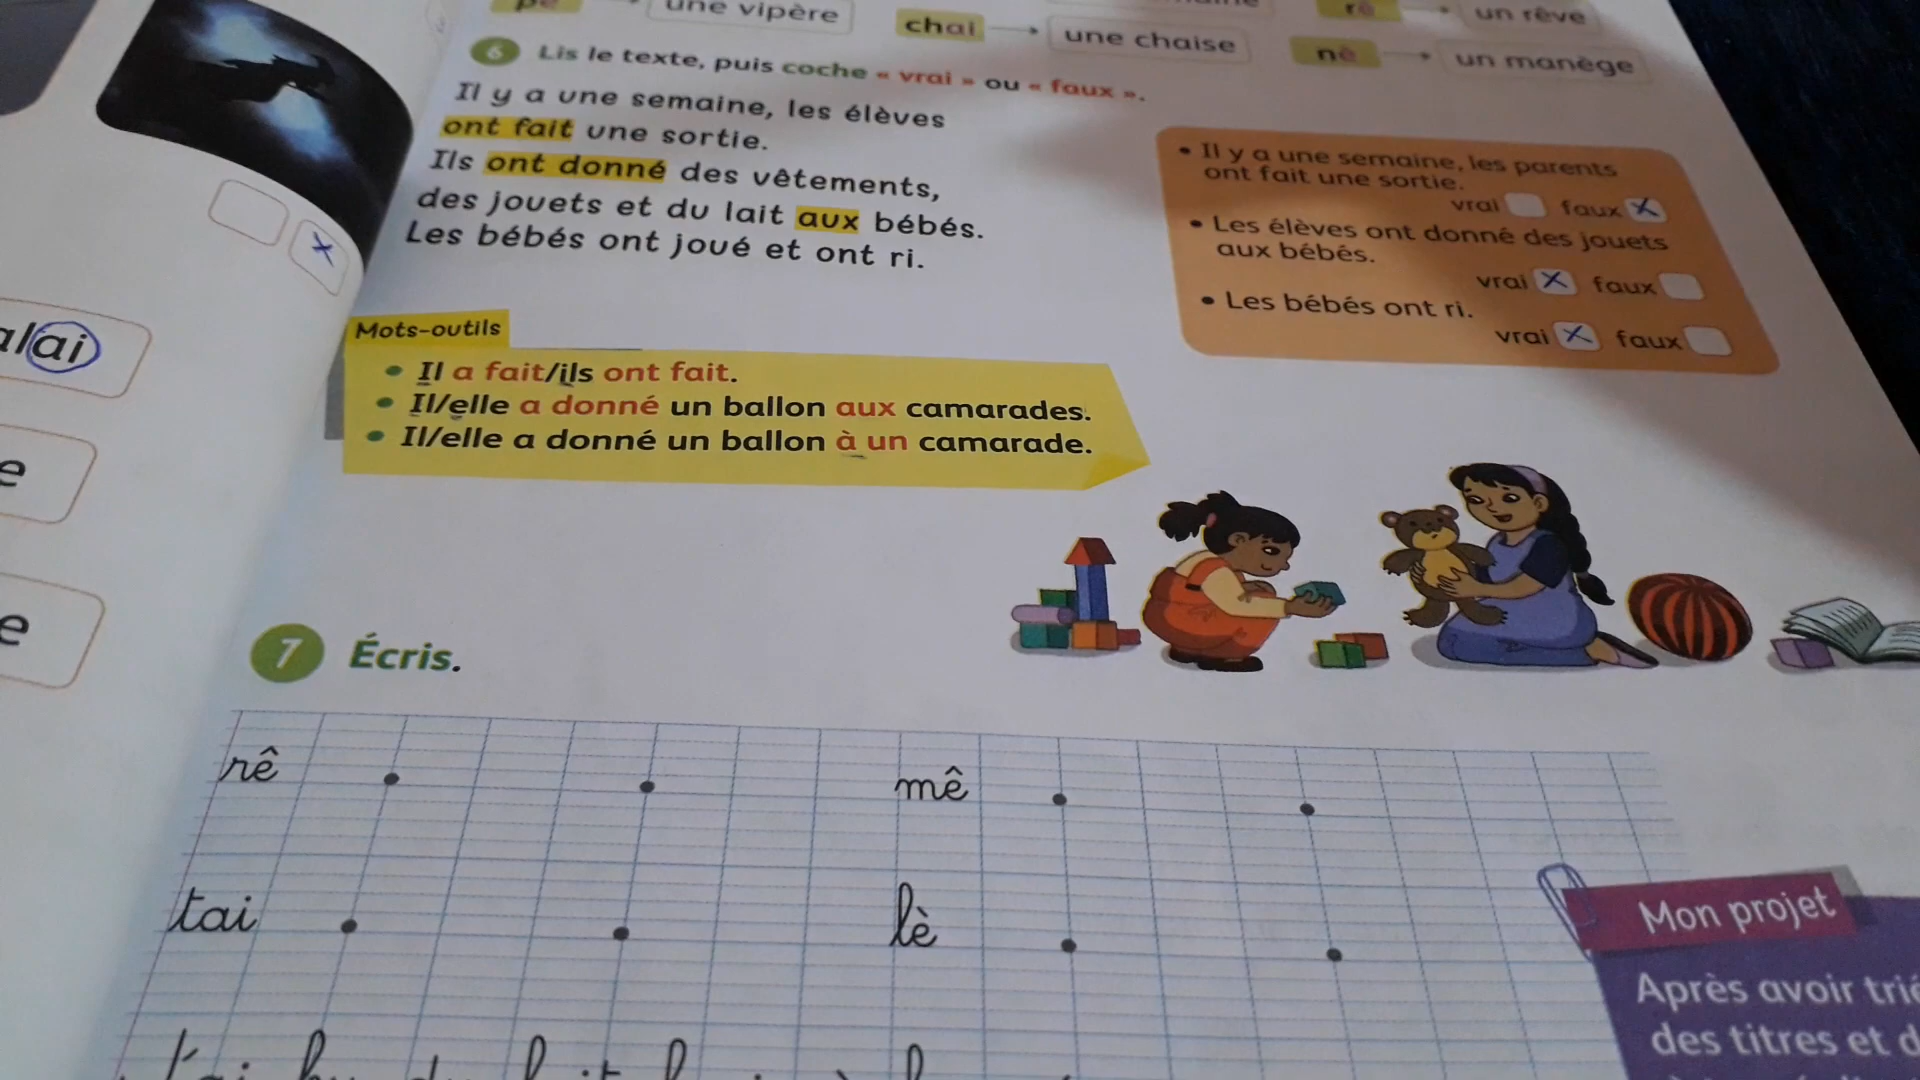 une vipère
chai
une chaise
rê
un rêve
nè
un manège
6 Lis le texte, puis coche « vrai » ou « faux ».
Il y a une semaine, les élèves
ont fait une sortie.
Ils ont donné des vêtements,
des jouets et du lait aux bébés.
Les bébés ont joué et ont ri.
• Il y a une semaine, les parents
ont fait une sortie.
vrai faux X
• Les élèves ont donné des jouets
aux bébés.
vrai X faux
• Les bébés ont ri.
vrai X faux
Mots-outils
• Il a fait/ils ont fait.
• Il/elle a donné un ballon aux camarades.
• Il/elle a donné un ballon à un camarade.
7 Écris.
rê mê
tai lè
Mon projet
Après avoir trié
des titres et d
X
alai
e
e